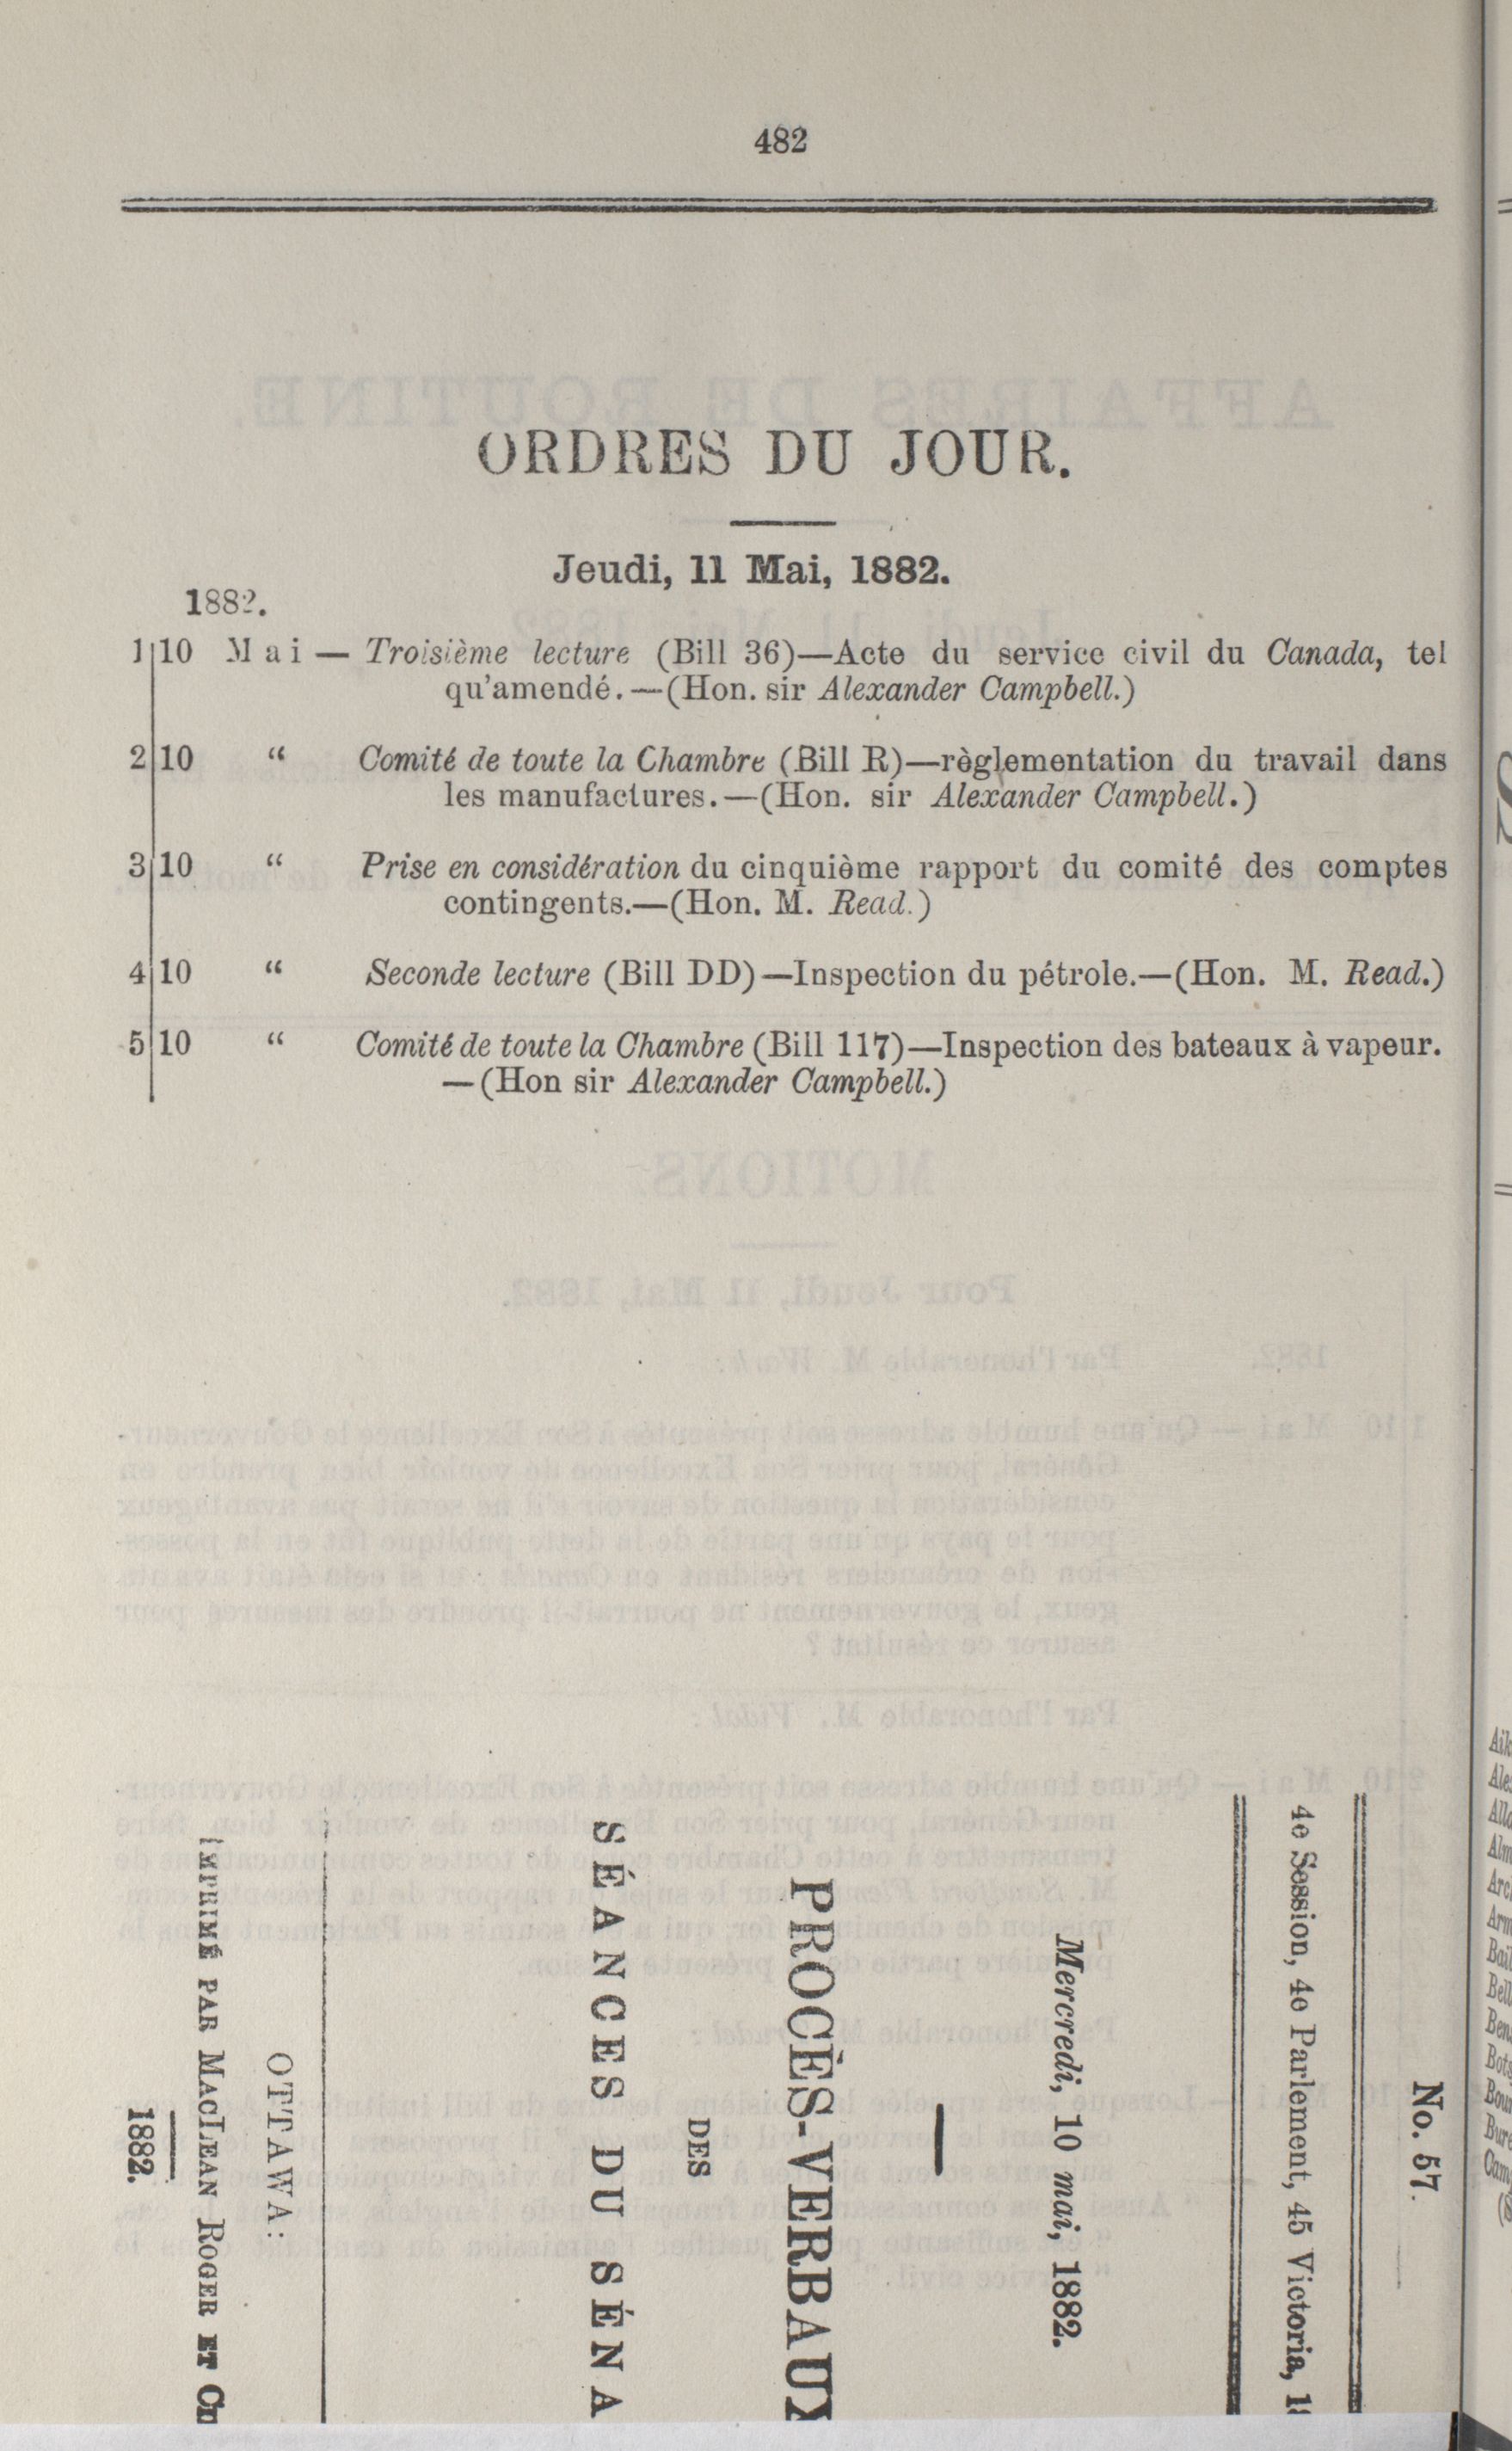 482
ORDRES DU JOUR.
Jeudi, 11 Mai, 1882.
1882.
1 10 Mai — Troisième lecture (Bill 36)—Acte du service civil du Canada, tel
qu'amendé.—(Hon. sir Alexander Campbell.)
2 10 “ Comité de toute la Chambre (Bill R)—règlementation du travail dans
les manufactures.—(Hon. sir Alexander Campbell.)
3 10 “ Prise en considération du cinquième rapport du comité des comptes
contingents.—(Hon. M. Read.)
4 10 “ Seconde lecture (Bill DD)—Inspection du pétrole.—(Hon. M. Read.)
5 10 “ Comité de toute la Chambre (Bill 117)—Inspection des bateaux à vapeur.
—(Hon sir Alexander Campbell.)
No. 57.
4e Session, 4e Parlement, 45 Victoria, 18
Mercredi, 10 mai, 1882.
PROCÈS-VERBAUX
DES
SÉANCES DU SÉNA
OTTAWA:
IMPRIMÉ PAR MACLEAN ROGER ET CIE
1882.